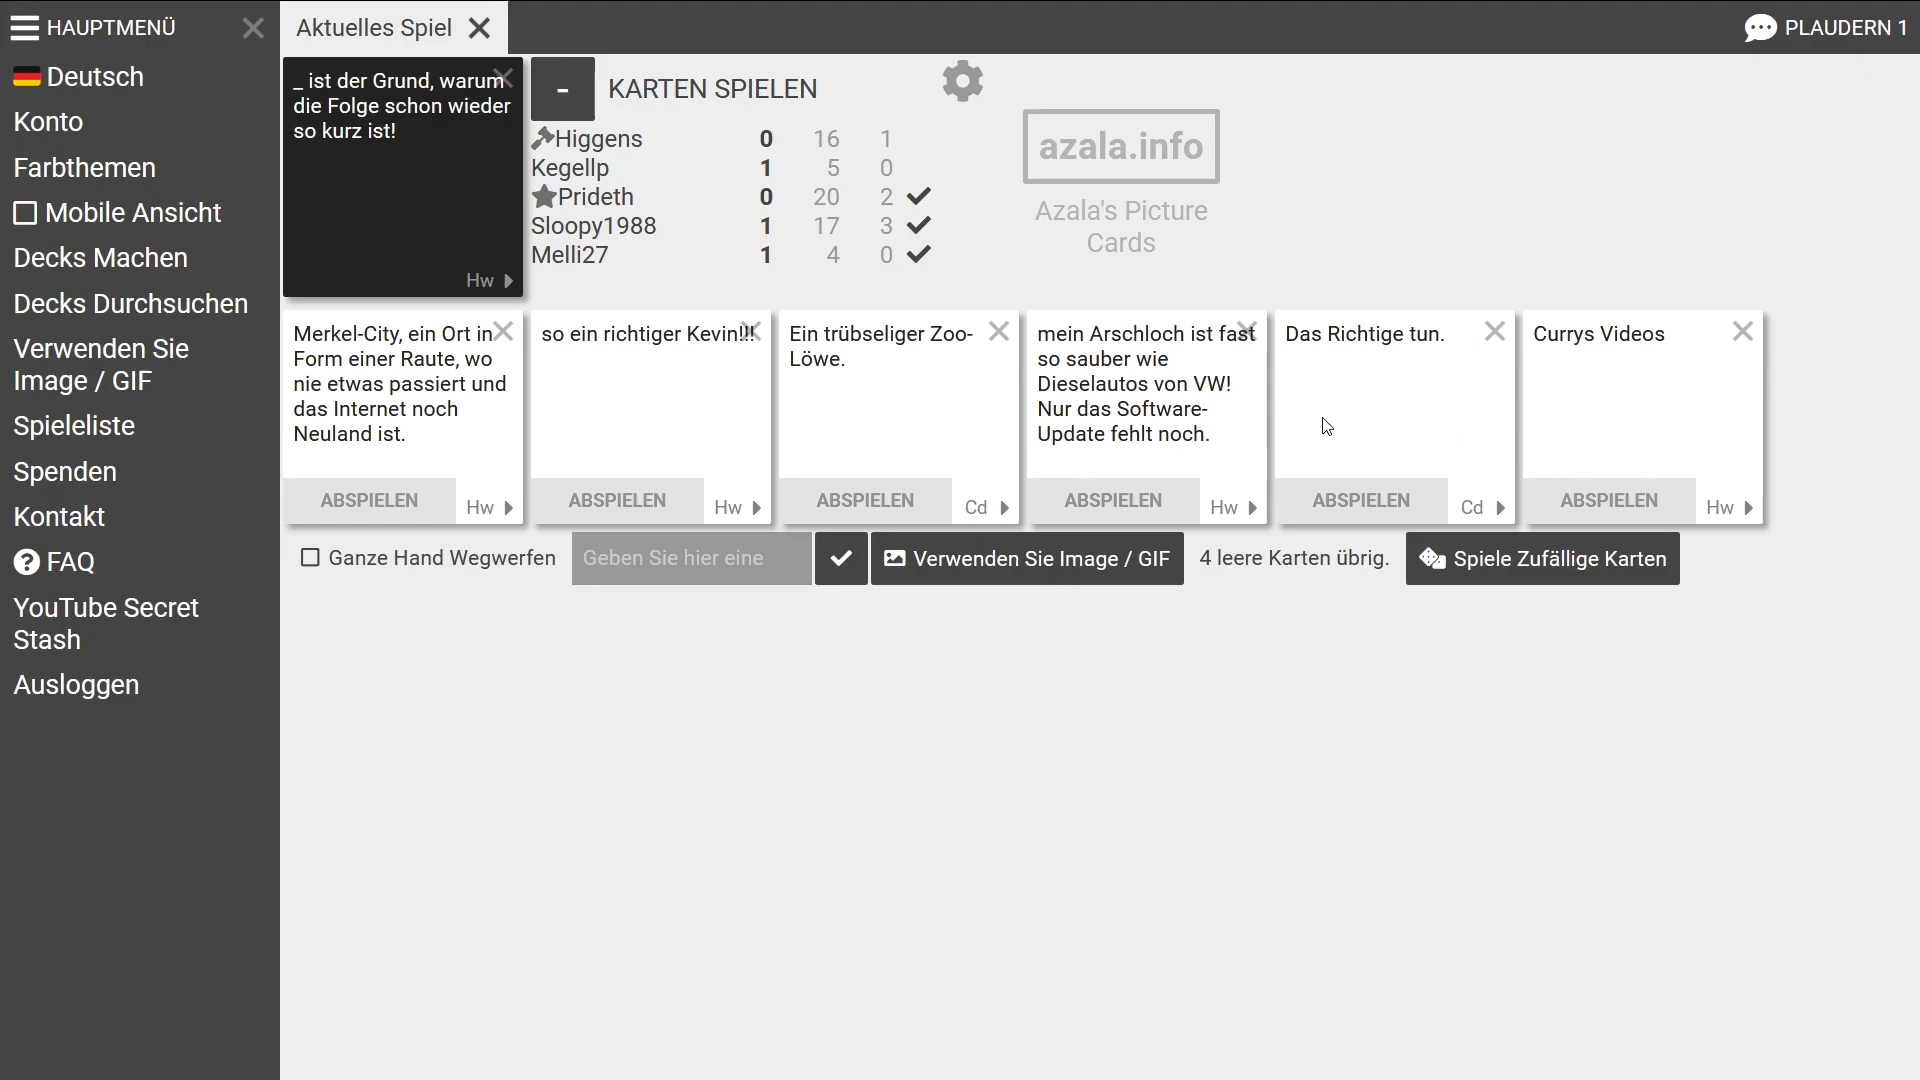 HAUPTMENÜ
Aktuelles Spiel
PLAUDERN 1
Deutsch
Konto
Farbthemen
Mobile Ansicht
Decks Machen
Decks Durchsuchen
Verwenden Sie
Image / GIF
Spieleliste
Spenden
Kontakt
FAQ
YouTube Secret
Stash
Ausloggen
_ ist der Grund, warum
die Folge schon wieder
so kurz ist!
Hw
-
KARTEN SPIELEN
Higgens 0 16 1
Kegellp 1 5 0
Prideth 0 20 2
Sloopy1988 1 17 3
Melli27 1 4 0
azala.info
Azala's Picture
Cards
Merkel-City, ein Ort in
Form einer Raute, wo
nie etwas passiert und
das Internet noch
Neuland ist.
ABSPIELEN
Hw
so ein richtiger Kevin!!!
ABSPIELEN
Hw
Ein trübseliger Zoo-
Löwe.
ABSPIELEN
Cd
mein Arschloch ist fast
so sauber wie
Dieselautos von VW!
Nur das Software-
Update fehlt noch.
ABSPIELEN
Hw
Das Richtige tun.
ABSPIELEN
Cd
Currys Videos
ABSPIELEN
Hw
Ganze Hand Wegwerfen
Geben Sie hier eine
Verwenden Sie Image / GIF
4 leere Karten übrig.
Spiele Zufällige Karten